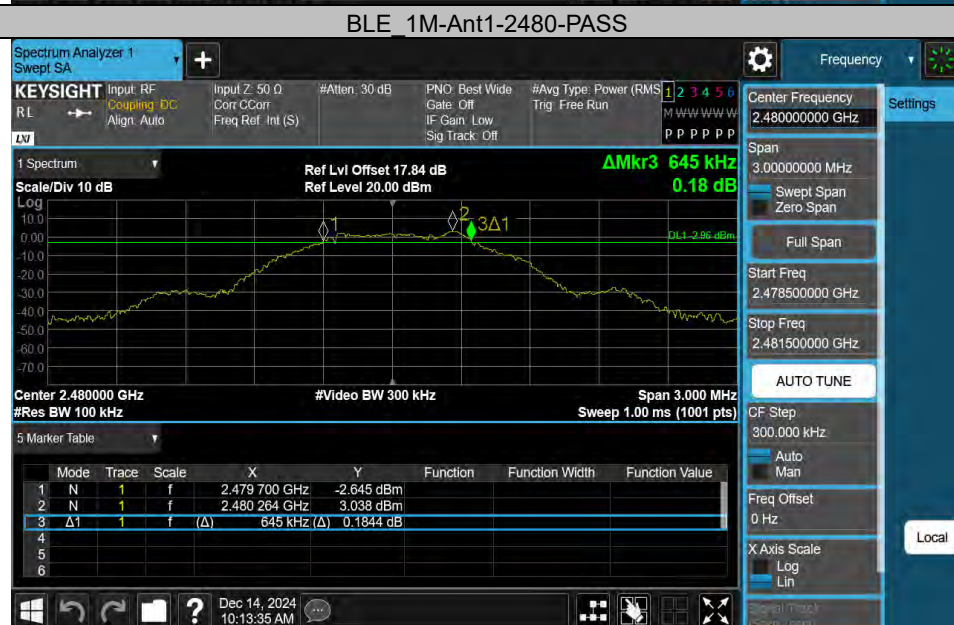 BLE_1M-Ant1-2480-PASS
Spectrum Analyzer 1
Swept SA
+
Frequency
KEYSIGHT Input: RF Input Z: 50 Ω #Atten: 30 dB PNO: Best Wide #Avg Type: Power (RMS 1 2 3 4 5 6
RL Coupling: DC Corr CCorr Gate: Off Trig: Free Run
Align: Auto Freq Ref: Int (S) IF Gain: Low M W W W W W
LXI Sig Track: Off P P P P P P
1 Spectrum
Ref Lvl Offset 17.84 dB ΔMkr3 645 kHz
Scale/Div 10 dB Ref Level 20.00 dBm 0.18 dB
Log
10.0
0.00
-10.0
-20.0
-30.0
-40.0
-50.0
-60.0
-70.0
1
2
3Δ1
DL1 -2.96 dBm
Center 2.480000 GHz #Video BW 300 kHz Span 3.000 MHz
#Res BW 100 kHz Sweep 1.00 ms (1001 pts)
5 Marker Table
Mode Trace Scale X Y Function Function Width Function Value
1 N 1 f 2.479 700 GHz -2.645 dBm
2 N 1 f 2.480 264 GHz 3.038 dBm
3 Δ1 1 f (Δ) 645 kHz (Δ) 0.1844 dB
4
5
6
Center Frequency
2.480000000 GHz
Settings
Span
3.00000000 MHz
Swept Span
Zero Span
Full Span
Start Freq
2.478500000 GHz
Stop Freq
2.481500000 GHz
AUTO TUNE
CF Step
300.000 kHz
Auto
Man
Freq Offset
0 Hz
Local
X Axis Scale
Log
Lin
Signal Track
?
Dec 14, 2024
10:13:35 AM